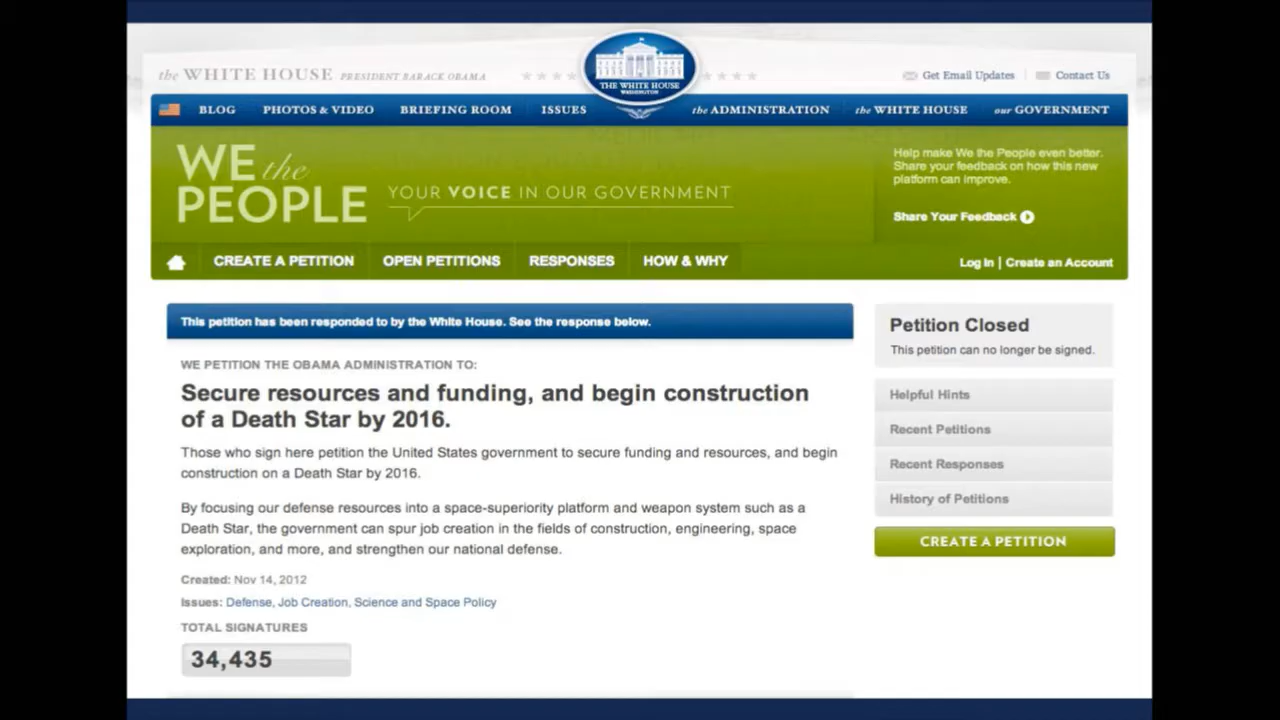 the WHITE HOUSE PRESIDENT BARACK OBAMA
THE WHITE HOUSE
WASHINGTON
Get Email Updates
Contact Us
BLOG PHOTOS & VIDEO BRIEFING ROOM ISSUES the ADMINISTRATION the WHITE HOUSE our GOVERNMENT
WE the
PEOPLE
YOUR VOICE IN OUR GOVERNMENT
Help make We the People even better.
Share your feedback on how this new
platform can improve.
Share Your Feedback
CREATE A PETITION OPEN PETITIONS RESPONSES HOW & WHY
Log In | Create an Account
This petition has been responded to by the White House. See the response below.
WE PETITION THE OBAMA ADMINISTRATION TO:
Secure resources and funding, and begin construction
of a Death Star by 2016.
Those who sign here petition the United States government to secure funding and resources, and begin
construction on a Death Star by 2016.
By focusing our defense resources into a space-superiority platform and weapon system such as a
Death Star, the government can spur job creation in the fields of construction, engineering, space
exploration, and more, and strengthen our national defense.
Created: Nov 14, 2012
Issues: Defense, Job Creation, Science and Space Policy
TOTAL SIGNATURES
34,435
Petition Closed
This petition can no longer be signed.
Helpful Hints
Recent Petitions
Recent Responses
History of Petitions
CREATE A PETITION